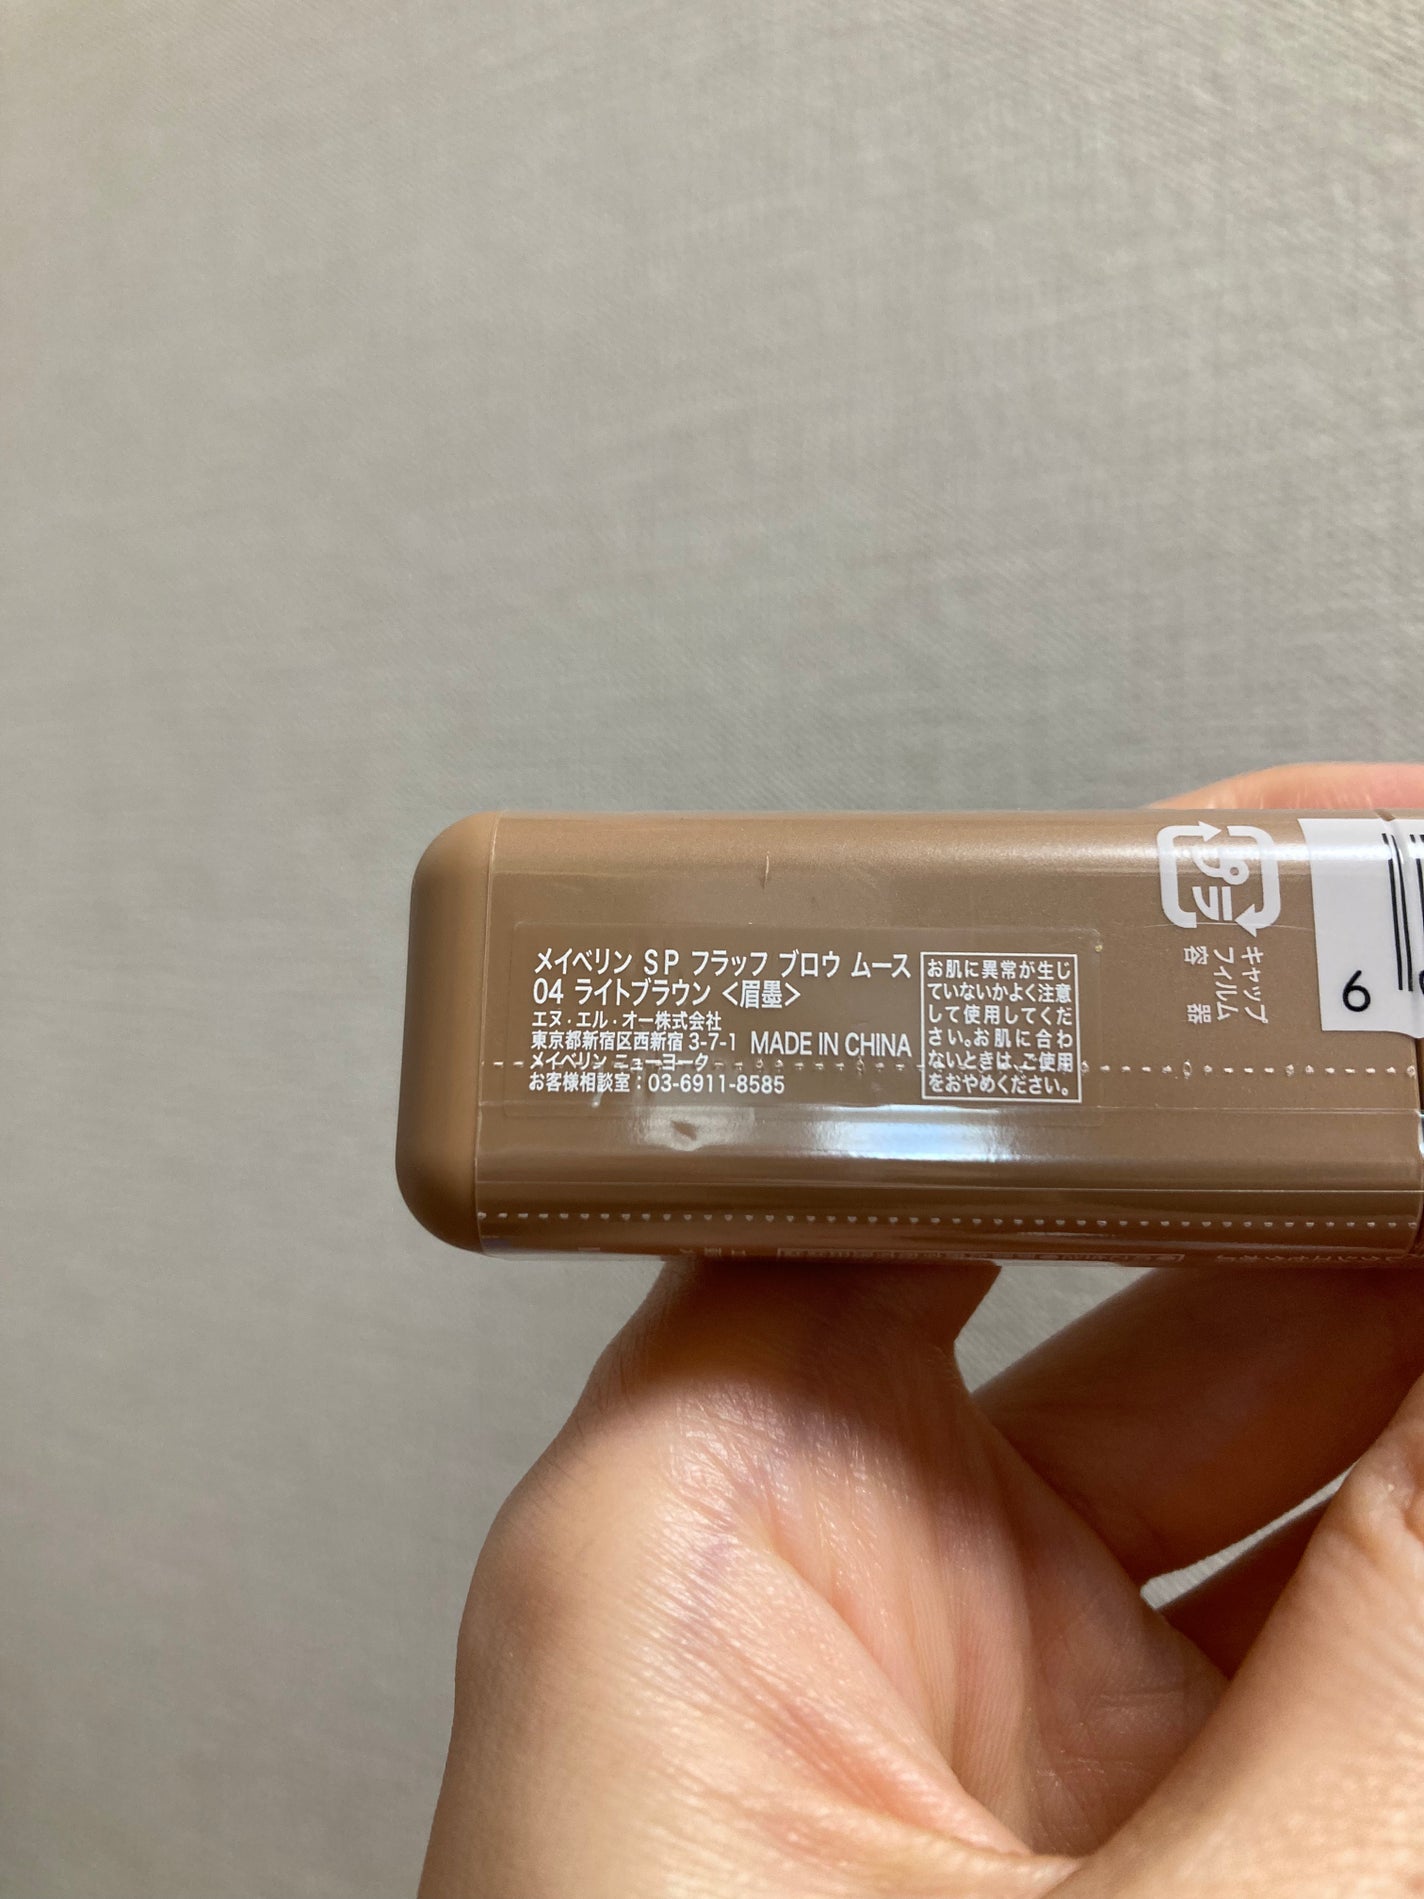 メイベリン SP フラッフ ブロウ ムース
04 ライトブラウン <眉墨>
エヌ・エル・オー株式会社
東京都新宿区西新宿 3-7-1
メイベリン ニューヨーク
お客様相談室:03-6911-8585
MADE IN CHINA
お肌に異常が生じ
ていないかよく注意
して使用してくだ
さい。お肌に合わ
ないときは、ご使用
をおやめください。
プラ
キャップ
フィルム
容器
6